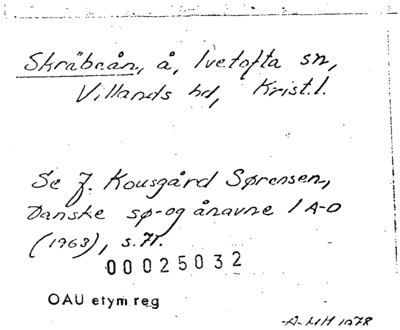 Skräbeån, å, Ivetofta sn,
Villands hd, Krist. l.
Se J. Kousgård Sørensen,
Danske sø- og ånavne 1 A-D
(1968), s. 71.
00025032
OAU etym reg
1978